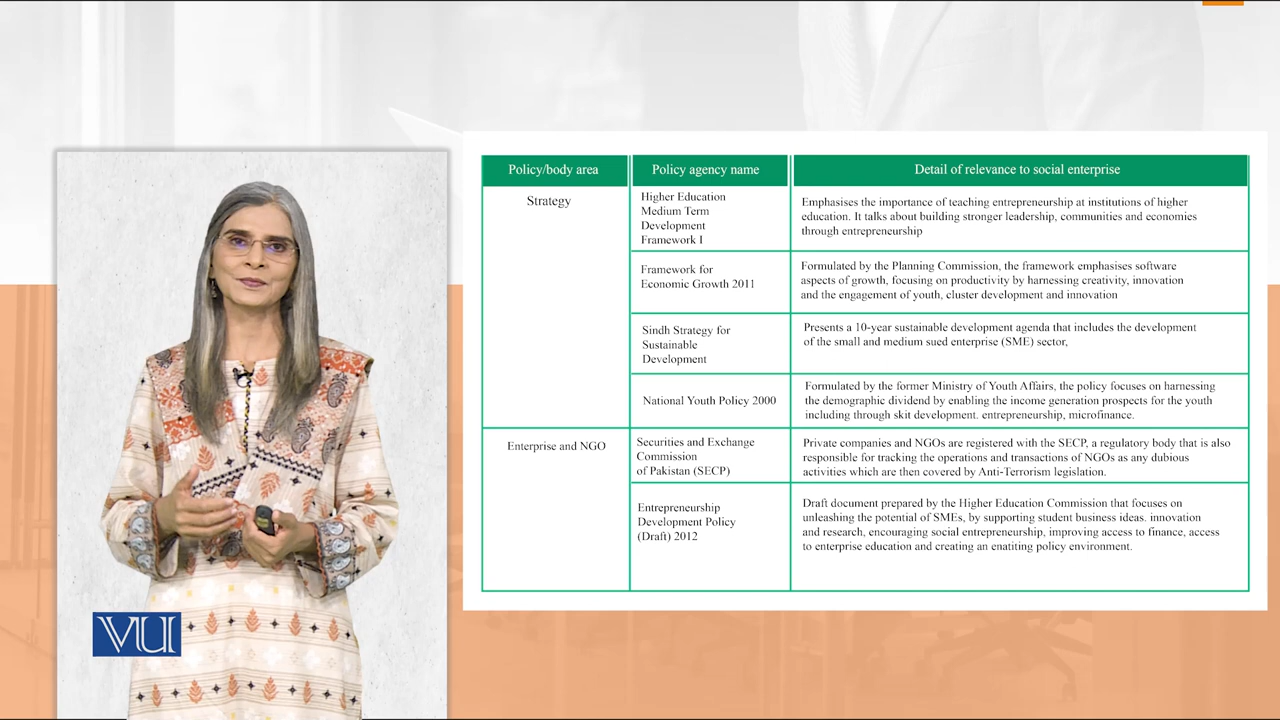 Policy/body area
Policy agency name
Detail of relevance to social enterprise
Strategy
Higher Education
Medium Term
Development
Framework I
Emphasises the importance of teaching entrepreneurship at institutions of higher
education. It talks about building stronger leadership, communities and economies
through entrepreneurship
Framework for
Economic Growth 2011
Formulated by the Planning Commission, the framework emphasises software
aspects of growth, focusing on productivity by harnessing creativity, innovation
and the engagement of youth, cluster development and innovation
Sindh Strategy for
Sustainable
Development
Presents a 10-year sustainable development agenda that includes the development
of the small and medium sued enterprise (SME) sector,
National Youth Policy 2000
Formulated by the former Ministry of Youth Affairs, the policy focuses on harnessing
the demographic dividend by enabling the income generation prospects for the youth
including through skit development. entrepreneurship, microfinance.
Enterprise and NGO
Securities and Exchange
Commission
of Pakistan (SECP)
Private companies and NGOs are registered with the SECP, a regulatory body that is also
responsible for tracking the operations and transactions of NGOs as any dubious
activities which are then covered by Anti-Terrorism legislation.
Entrepreneurship
Development Policy
(Draft) 2012
Draft document prepared by the Higher Education Commission that focuses on
unleashing the potential of SMEs, by supporting student business ideas. innovation
and research, encouraging social entrepreneurship, improving access to finance, access
to enterprise education and creating an enatiting policy environment.
VU